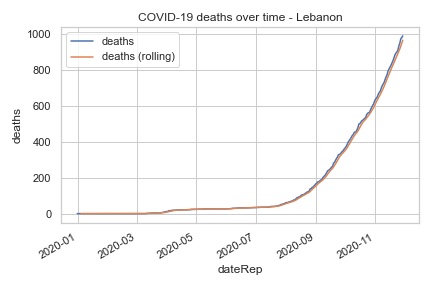 COVID-19 deaths over time - Lebanon
deaths
deaths (rolling)
1000
800
600
400
200
0
deaths
2020-01
2020-03
2020-05
2020-07
2020-09
2020-11
dateRep